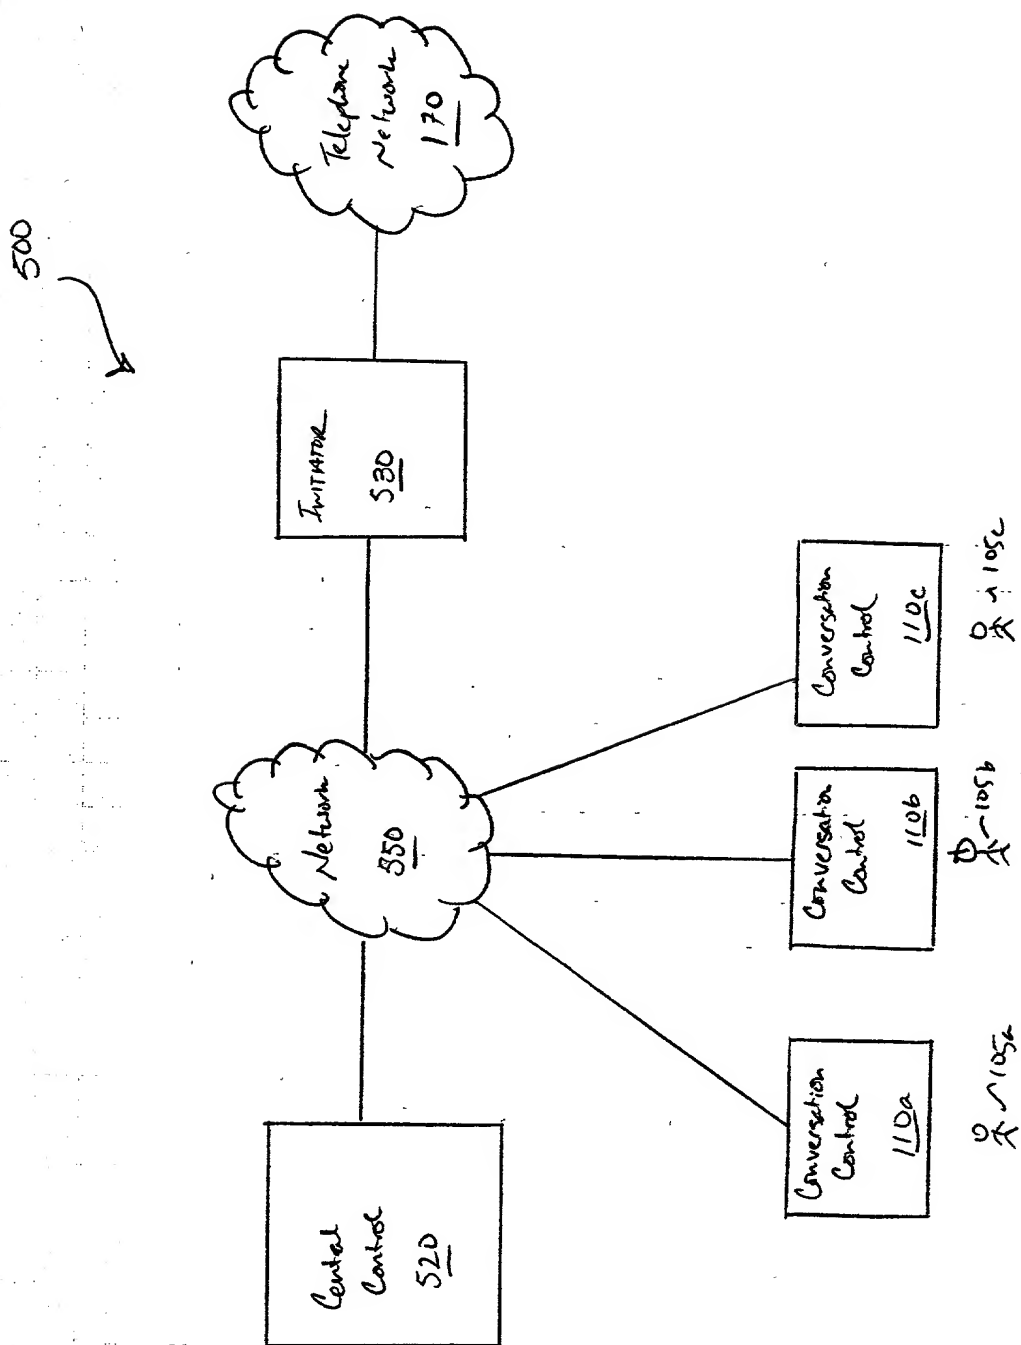 500
Telephone
Network
170
INITIATOR
530
Network
350
Central
Control
520
Conversation
Control
110a
105a
Conversation
Control
110b
105b
Conversation
Control
110c
105c